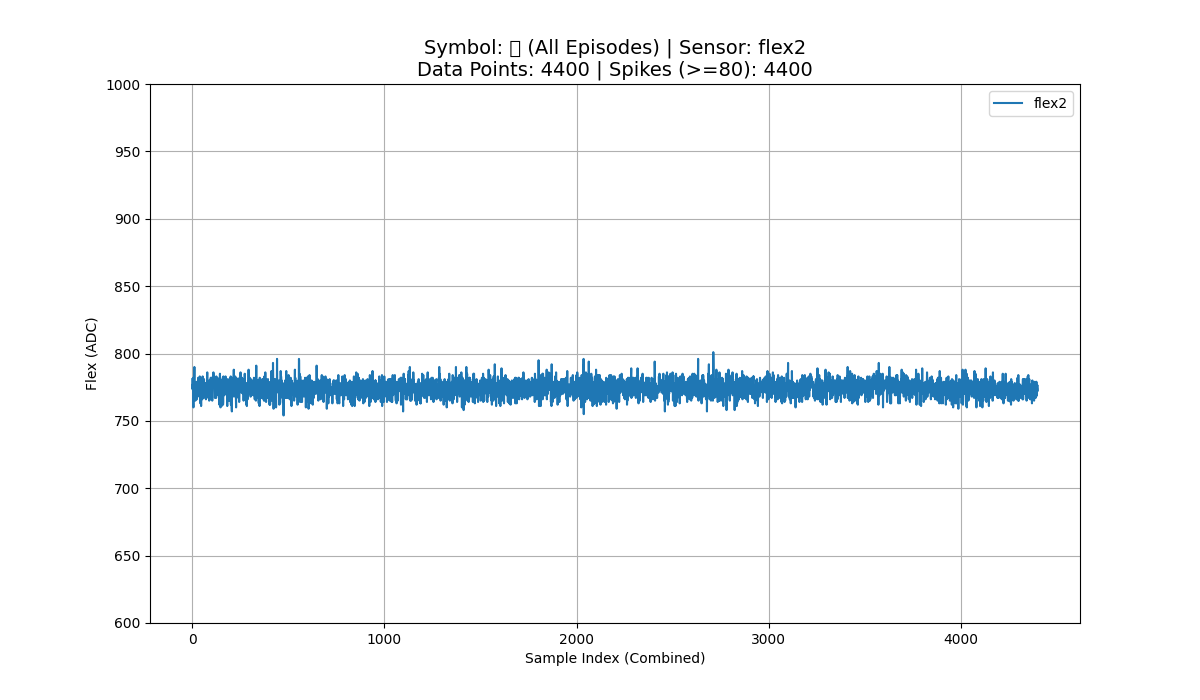 Symbol: (All Episodes) | Sensor: flex2
Data Points: 4400 | Spikes (>=80): 4400
flex2
Flex (ADC)
1000
950
900
850
800
750
700
650
600
0 1000 2000 3000 4000
Sample Index (Combined)